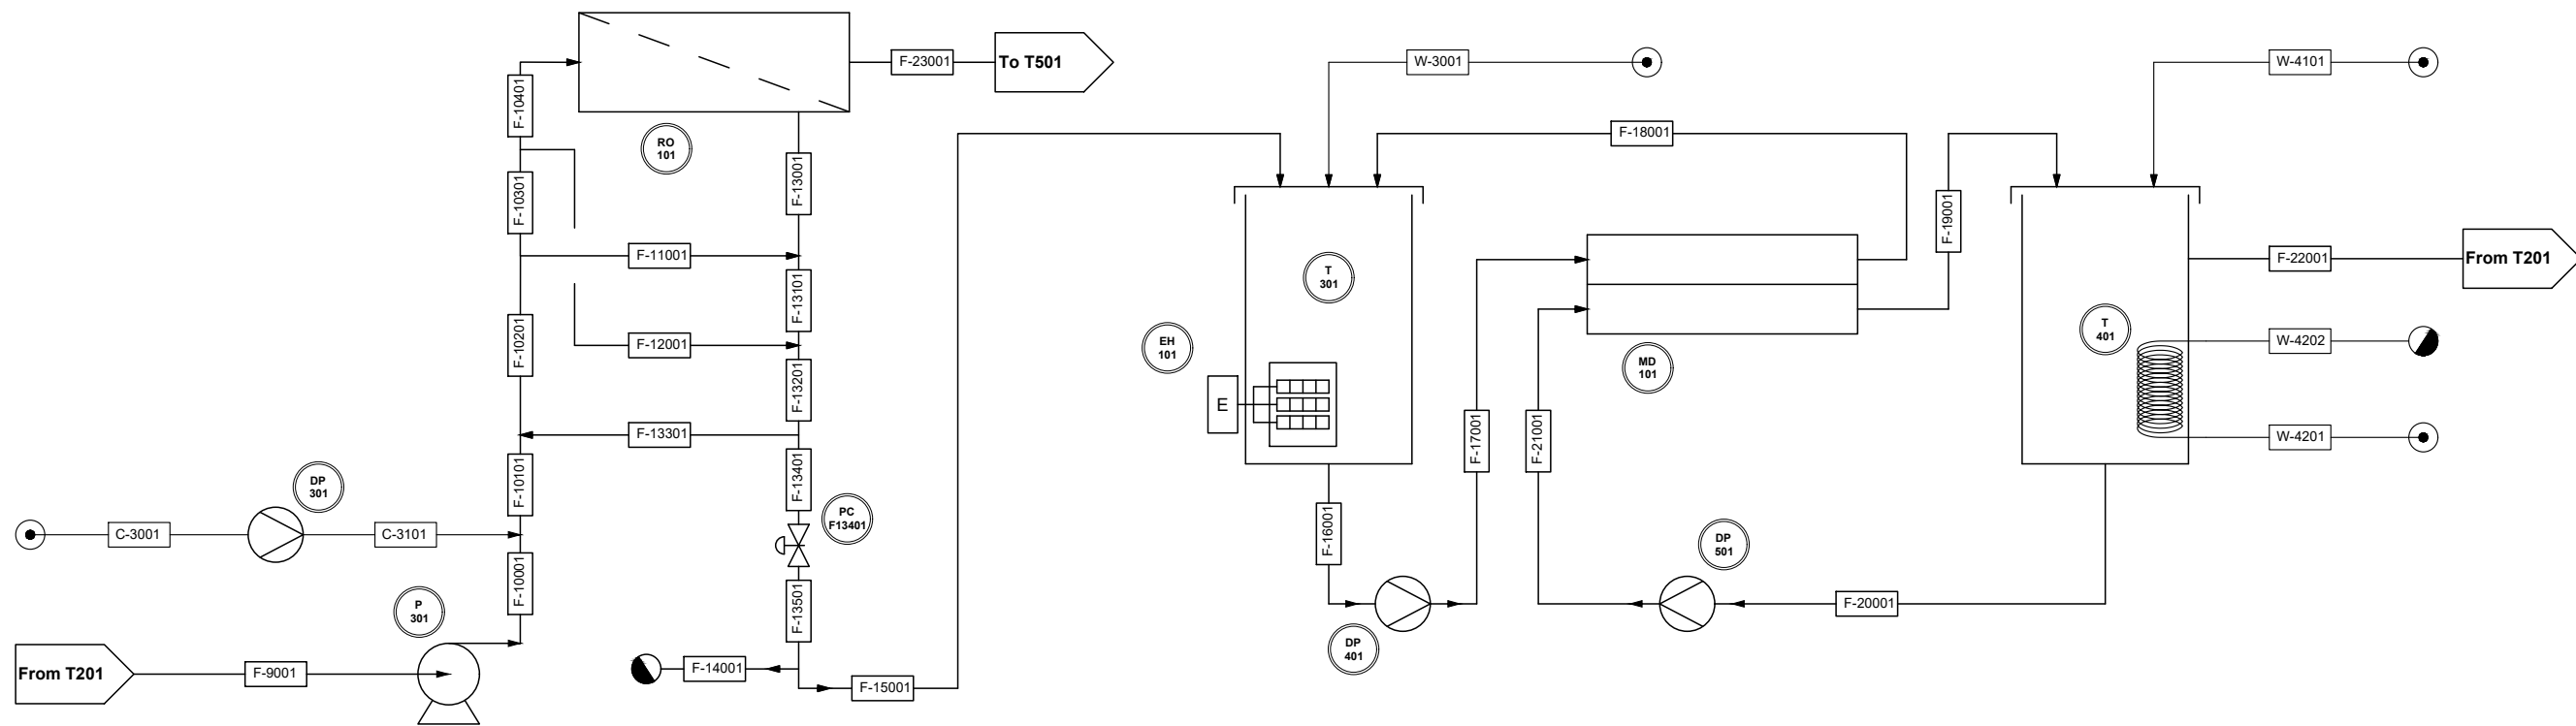 To T501
F-23001
F-10401
RO
101
F-10301
F-13001
F-11001
F-10201
F-13101
F-12001
F-13201
F-13301
F-10101
F-13401
DP
301
C-3001
C-3101
PC
F13401
F-10001
F-13501
P
301
From T201
F-9001
F-14001
F-15001
W-3001
F-18001
T
301
EH
101
E
F-16001
DP
401
F-17001
F-21001
MD
101
F-19001
DP
501
F-20001
W-4101
From T201
F-22001
T
401
W-4202
W-4201